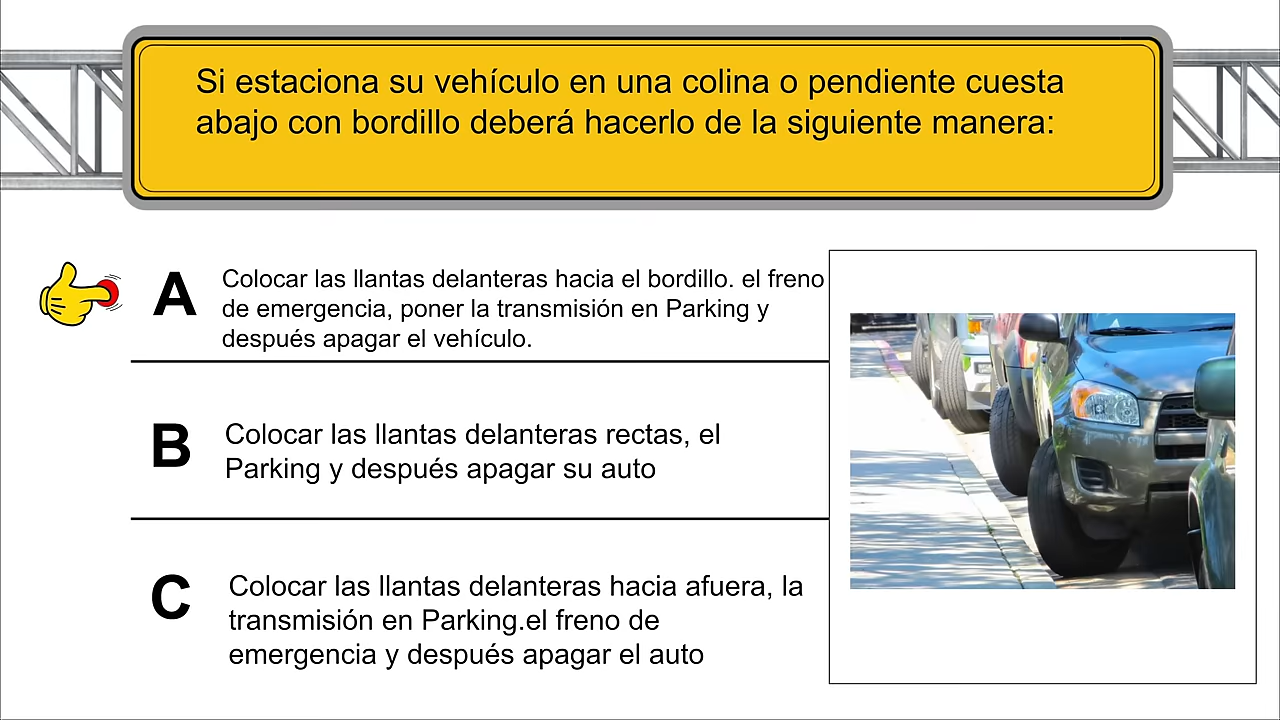 Si estaciona su vehículo en una colina o pendiente cuesta
abajo con bordillo deberá hacerlo de la siguiente manera:
A
Colocar las llantas delanteras hacia el bordillo. el freno
de emergencia, poner la transmisión en Parking y
después apagar el vehículo.
B
Colocar las llantas delanteras rectas, el
Parking y después apagar su auto
C
Colocar las llantas delanteras hacia afuera, la
transmisión en Parking.el freno de
emergencia y después apagar el auto